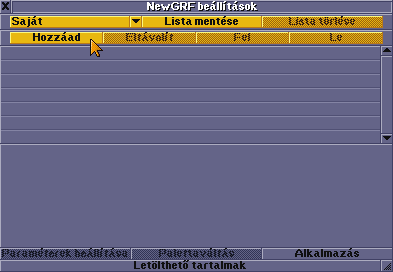 NewGRF beállítások
Saját Lista mentése Lista törlése
Hozzáad Eltávolít Fel Le
Paraméterek beállítása Palettaváltás Alkalmazás
Letölthető tartalmak